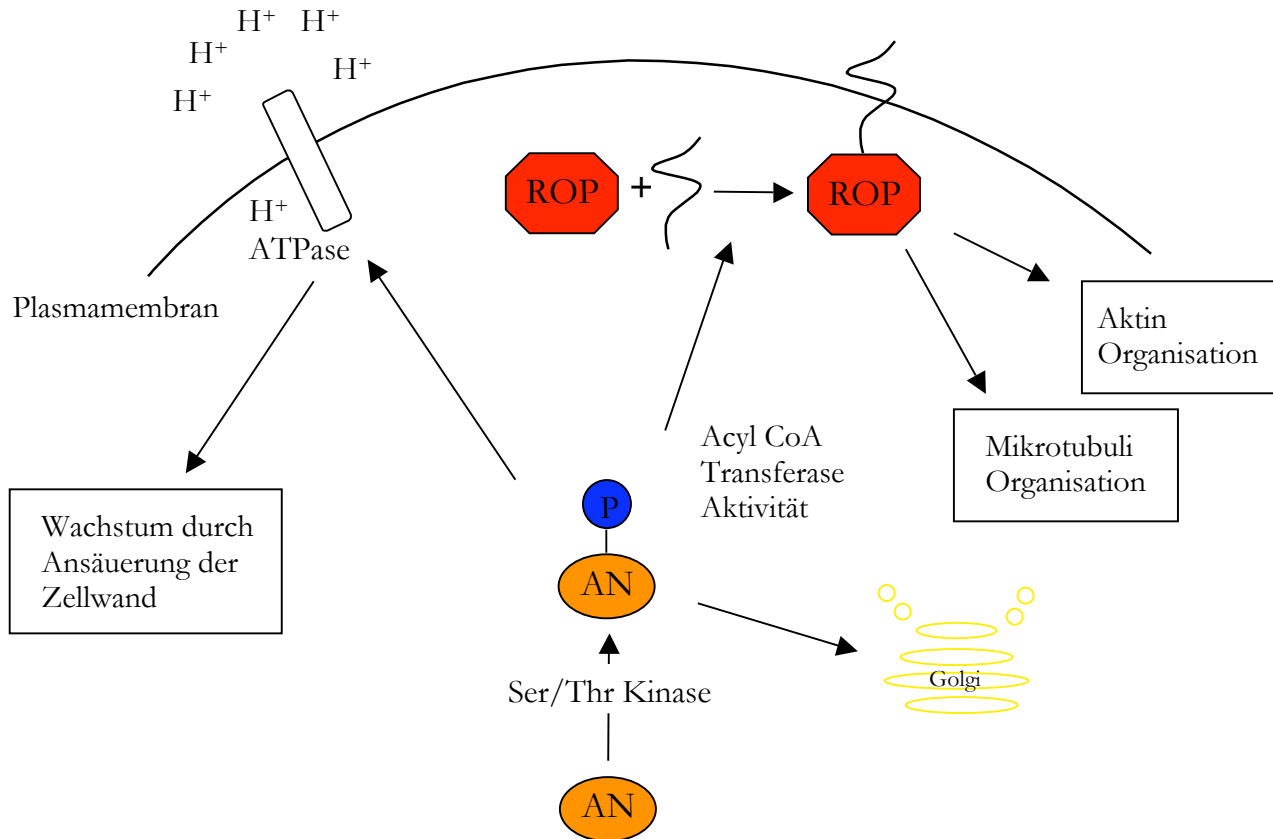 H⁺ H⁺
H⁺
H⁺
H⁺
ROP + ROP
H⁺
ATPase
Plasmamembran
Aktin
Organisation
Acyl CoA
Transferase
Aktivität
Mikrotubuli
Organisation
P
Wachstum durch
Ansäuerung der
Zellwand
AN
Golgi
Ser/Thr Kinase
AN